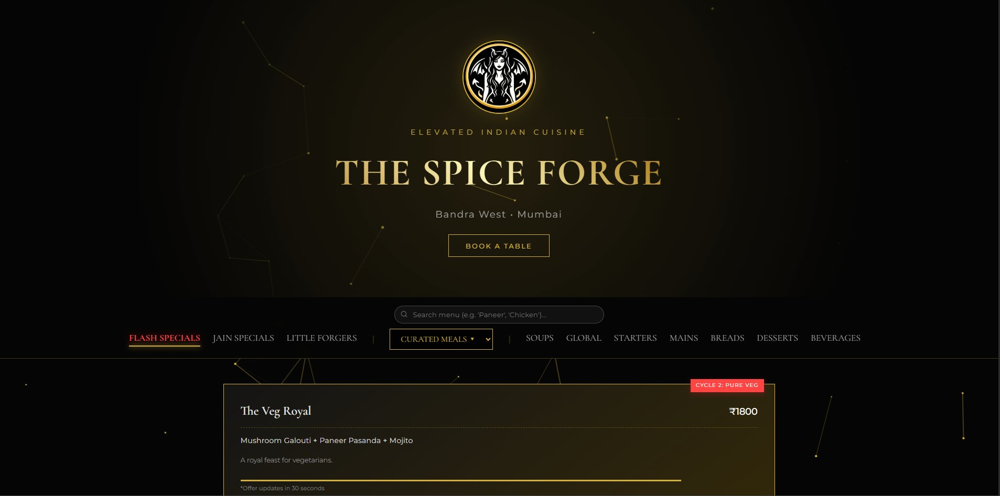 ELEVATED INDIAN CUISINE
THE SPICE FORGE
Bandra West • Mumbai
BOOK A TABLE
Search menu (e.g. 'Paneer', 'Chicken')...
FLASH SPECIALS JAIN SPECIALS LITTLE FORGERS | CURATED MEALS ▼ | SOUPS GLOBAL STARTERS MAINS BREADS DESSERTS BEVERAGES
CYCLE 2: PURE VEG
The Veg Royal ₹1800
Mushroom Galouti + Paneer Pasanda + Mojito
A royal feast for vegetarians.
*Offer updates in 30 seconds